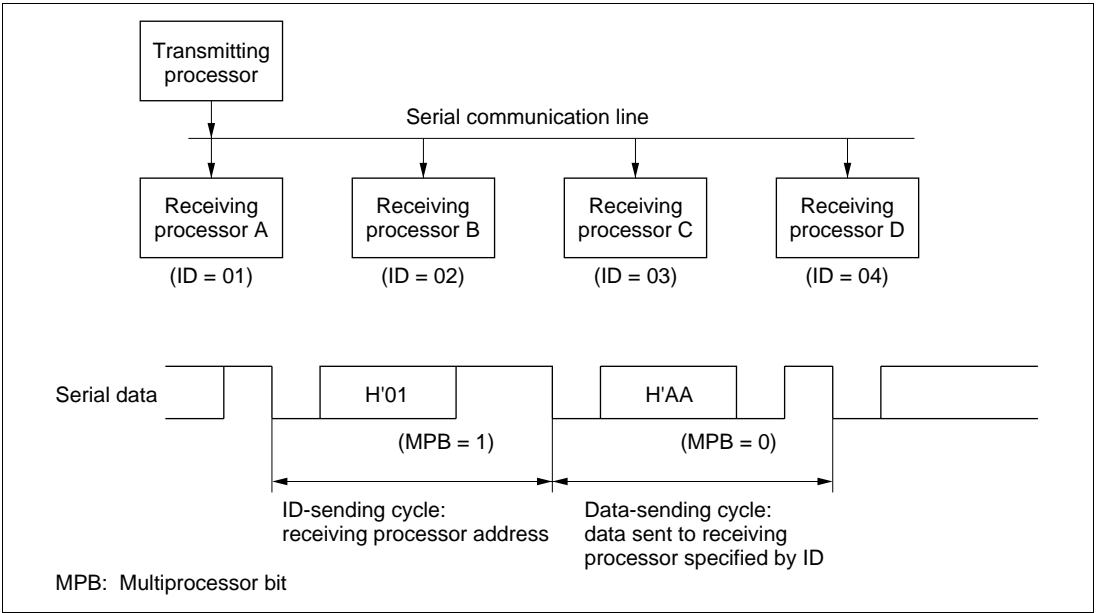 Transmitting
processor
Serial communication line
Receiving
processor A
Receiving
processor B
Receiving
processor C
Receiving
processor D
(ID = 01)
(ID = 02)
(ID = 03)
(ID = 04)
Serial data
H'01
H'AA
(MPB = 1)
(MPB = 0)
ID-sending cycle:
receiving processor address
Data-sending cycle:
data sent to receiving
processor specified by ID
MPB: Multiprocessor bit